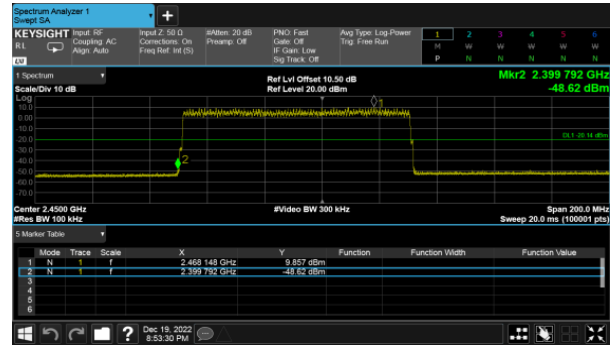 Spectrum Analyzer 1
Swept SA
+
KEYSIGHT Input: RF Input Z: 50 Ω #Atten: 20 dB PNO: Fast Avg Type: Log-Power 1 2 3 4 5 6
RL Coupling: AC Corrections: On Preamp: Off Gate: Off Trig: Free Run M W W W W W
Align: Auto Freq Ref: Int (S) IF Gain: Low
LXI Sig Track: Off P N N N N N
1 Spectrum Ref Lvl Offset 10.50 dB Mkr2 2.399 792 GHz
Scale/Div 10 dB Ref Level 20.00 dBm -48.62 dBm
Log
10.0 1
0.00
-10.0
-20.0 DL1 -20.14 dBm
-30.0
-40.0 2
-50.0
-60.0
-70.0
Center 2.4500 GHz #Video BW 300 kHz Span 200.0 MHz
#Res BW 100 kHz Sweep 20.0 ms (100001 pts)
5 Marker Table
Mode Trace Scale X Y Function Function Width Function Value
1 N 1 f 2.468 148 GHz 9.857 dBm
2 N 1 f 2.399 792 GHz -48.62 dBm
3
4
5
6
? Dec 19, 2022
8:53:30 PM